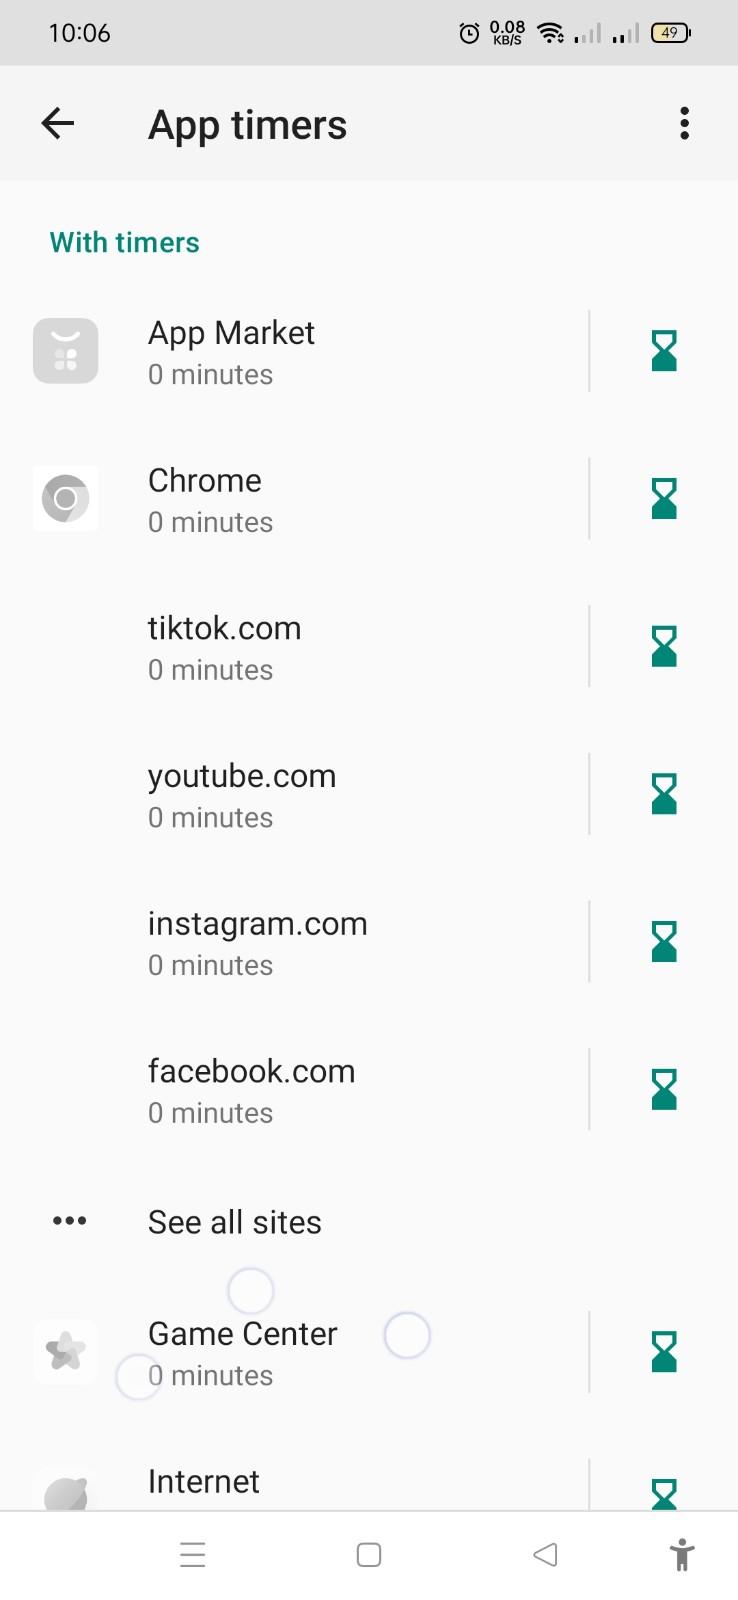 10:06
0.08
KB/S
49
App timers
With timers
App Market
0 minutes
Chrome
0 minutes
tiktok.com
0 minutes
youtube.com
0 minutes
instagram.com
0 minutes
facebook.com
0 minutes
See all sites
Game Center
0 minutes
Internet